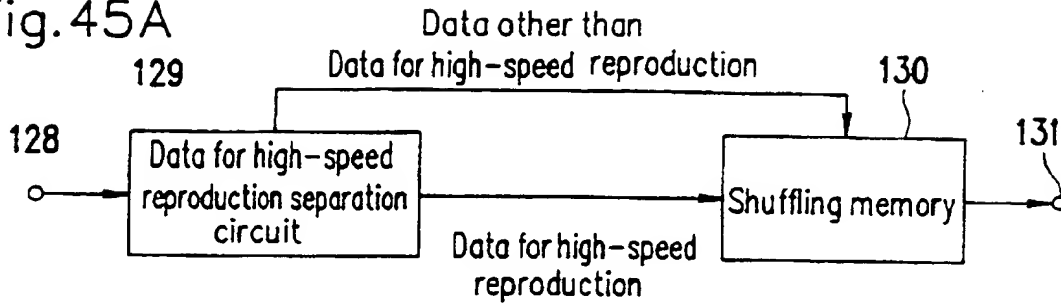 ig. 45A
Data other than
Data for high-speed reproduction
129
130
128
131
Data for high-speed
reproduction separation
circuit
Shuffling memory
Data for high-speed
reproduction